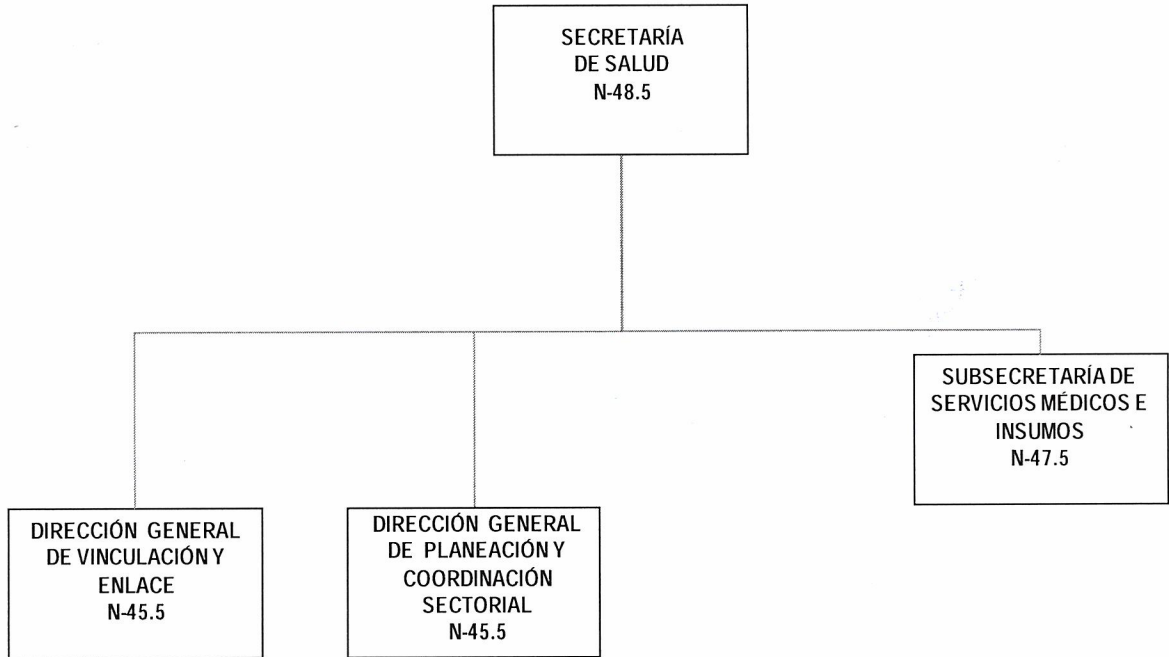 SECRETARÍA
DE SALUD
N-48.5
SUBSECRETARÍA DE
SERVICIOS MÉDICOS E
INSUMOS
N-47.5
DIRECCIÓN GENERAL
DE VINCULACIÓN Y
ENLACE
N-45.5
DIRECCIÓN GENERAL
DE PLANEACIÓN Y
COORDINACIÓN
SECTORIAL
N-45.5